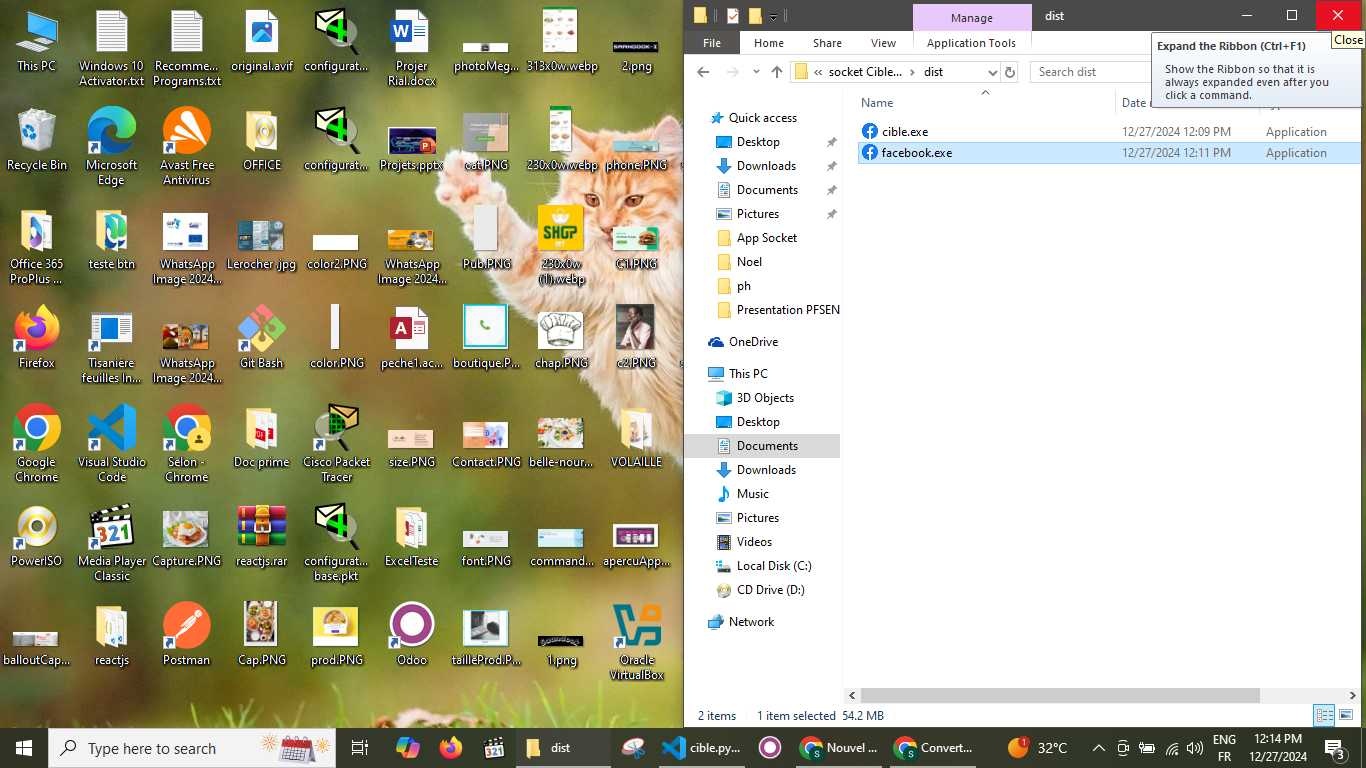 This PC
Windows 10
Activator.txt
Recomme...
Programs.txt
original.avif
configurat...
Projer
Rial.docx
photoMeg...
313x0w.webp
2.png
Recycle Bin
Microsoft
Edge
Avast Free
Antivirus
OFFICE
configurat...
Projets.pptx
cat.PNG
230x0w.webp
phone.PNG
Office 365
ProPlus ...
teste btn
WhatsApp
Image 2024...
Lerocher .jpg
color2.PNG
WhatsApp
Image 2024...
Pub.PNG
SHOP
230x0w
(1).webp
C1.PNG
Firefox
Tisaniere
feuilles In...
WhatsApp
Image 2024...
Git Bash
color.PNG
peche1.ac...
boutique.P...
chap.PNG
c2.PNG
Google
Chrome
Visual Studio
Code
Selon -
Chrome
Doc prime
Cisco Packet
Tracer
size.PNG
Contact.PNG
belle-nour...
VOLAILLE
PowerISO
321
Media Player
Classic
Capture.PNG
reactjs.rar
configurat...
base.pkt
ExcelTeste
font.PNG
command...
apercuApp...
balloutCap...
reactjs
Postman
Cap.PNG
prod.PNG
Odoo
tailleProd.P...
1.png
Oracle
VirtualBox
Manage
dist
File
Home
Share
View
Application Tools
Close
Expand the Ribbon (Ctrl+F1)
Show the Ribbon so that it is
always expanded even after you
click a command.
« socket Cible... > dist
Search dist
Name
Date
Quick access
Desktop
Downloads
Documents
Pictures
App Socket
Noel
ph
Presentation PFSEN
OneDrive
This PC
3D Objects
Desktop
Documents
Downloads
Music
Pictures
Videos
Local Disk (C:)
CD Drive (D:)
Network
cible.exe 12/27/2024 12:09 PM Application
facebook.exe 12/27/2024 12:11 PM Application
2 items 1 item selected 54.2 MB
Type here to search
dist
cible.py...
Nouvel ...
Convert...
32°C
ENG
FR
12:14 PM
12/27/2024
3